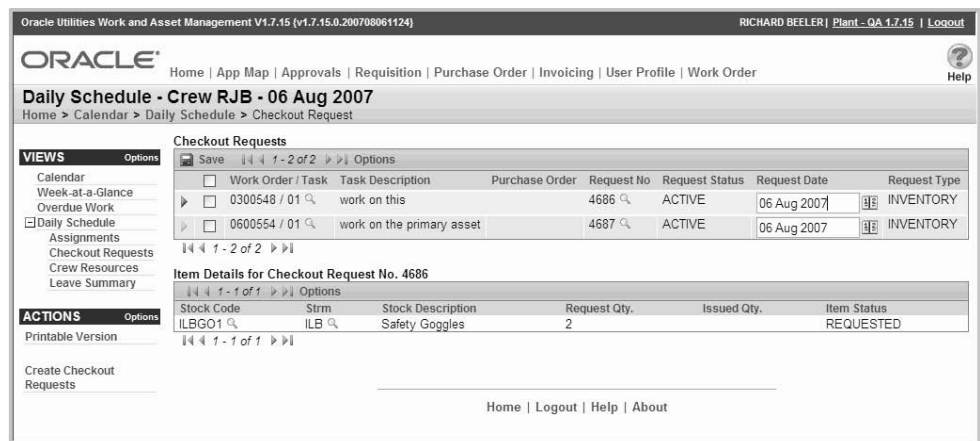 Oracle Utilities Work and Asset Management V1.7.15 {v1.7.15.0.200708061124} RICHARD BEELER | Plant - QA 1.7.15 | Logout
ORACLE
Home | App Map | Approvals | Requisition | Purchase Order | Invoicing | User Profile | Work Order
Help
Daily Schedule - Crew RJB - 06 Aug 2007
Home > Calendar > Daily Schedule > Checkout Request
VIEWS Options
Calendar
Week-at-a-Glance
Overdue Work
Daily Schedule
Assignments
Checkout Requests
Crew Resources
Leave Summary
ACTIONS Options
Printable Version
Create Checkout
Requests
Checkout Requests
Save 1 - 2 of 2 Options
Work Order / Task Task Description Purchase Order Request No Request Status Request Date Request Type
0300548 / 01 work on this 4686 ACTIVE 06 Aug 2007 INVENTORY
0600554 / 01 work on the primary asset 4687 ACTIVE 06 Aug 2007 INVENTORY
1 - 2 of 2
Item Details for Checkout Request No. 4686
1 - 1 of 1 Options
Stock Code Strm Stock Description Request Qty. Issued Qty. Item Status
ILBGO1 ILB Safety Goggles 2 REQUESTED
1 - 1 of 1
Home | Logout | Help | About